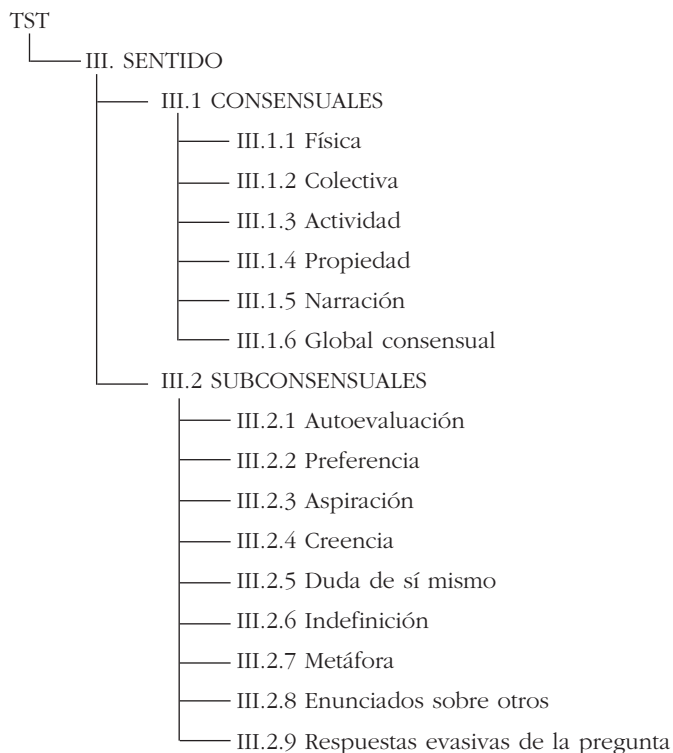 TST
III. SENTIDO
III.1 CONSENSUALES
III.1.1 Física
III.1.2 Colectiva
III.1.3 Actividad
III.1.4 Propiedad
III.1.5 Narración
III.1.6 Global consensual
III.2 SUBCONSENSUALES
III.2.1 Autoevaluación
III.2.2 Preferencia
III.2.3 Aspiración
III.2.4 Creencia
III.2.5 Duda de sí mismo
III.2.6 Indefinición
III.2.7 Metáfora
III.2.8 Enunciados sobre otros
III.2.9 Respuestas evasivas de la pregunta